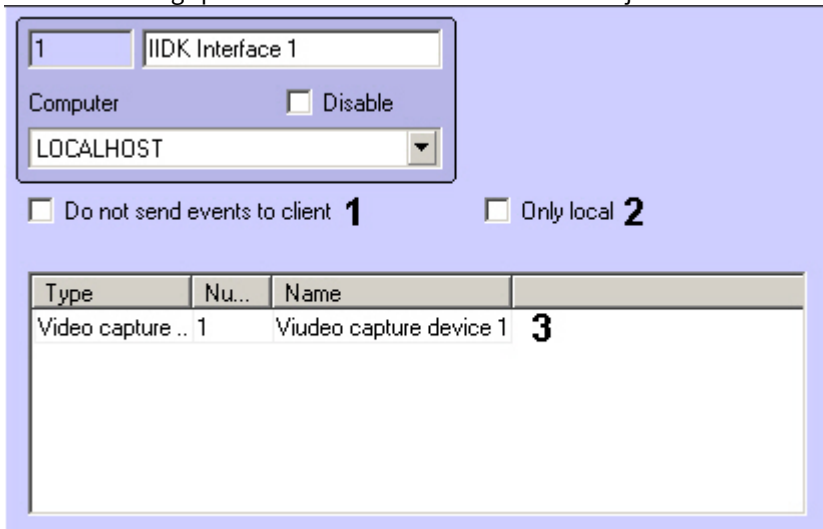 1 IIDK Interface 1
Computer Disable
LOCALHOST
Do not send events to client 1 Only local 2
Type Nu... Name
Video capture .. 1 Viudeo capture device 1 3